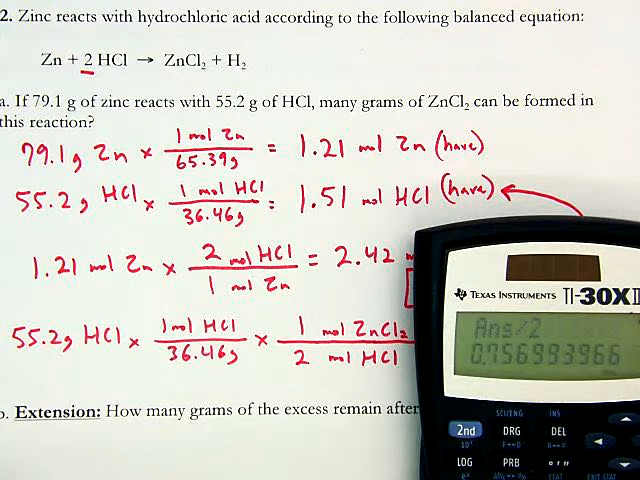 2. Zinc reacts with hydrochloric acid according to the following balanced equation:
Zn + 2 HCl → ZnCl₂ + H₂
a. If 79.1 g of zinc reacts with 55.2 g of HCl, many grams of ZnCl₂ can be formed in
this reaction?
79.1g Zn × 1 mol Zn / 65.39g = 1.21 mol Zn (have)
55.2g HCl × 1 mol HCl / 36.46g = 1.51 mol HCl (have)
1.21 mol Zn × 2 mol HCl / 1 mol Zn = 2.42
55.2g HCl × 1 mol HCl / 36.46g × 1 mol ZnCl₂ / 2 mol HCl
b. Extension: How many grams of the excess remain after
TEXAS INSTRUMENTS TI-30X II
Ans/2
0.756993966
SCI/ENG INS
2nd DRG DEL
LOG PRB o ' "
STAT EXIT STAT